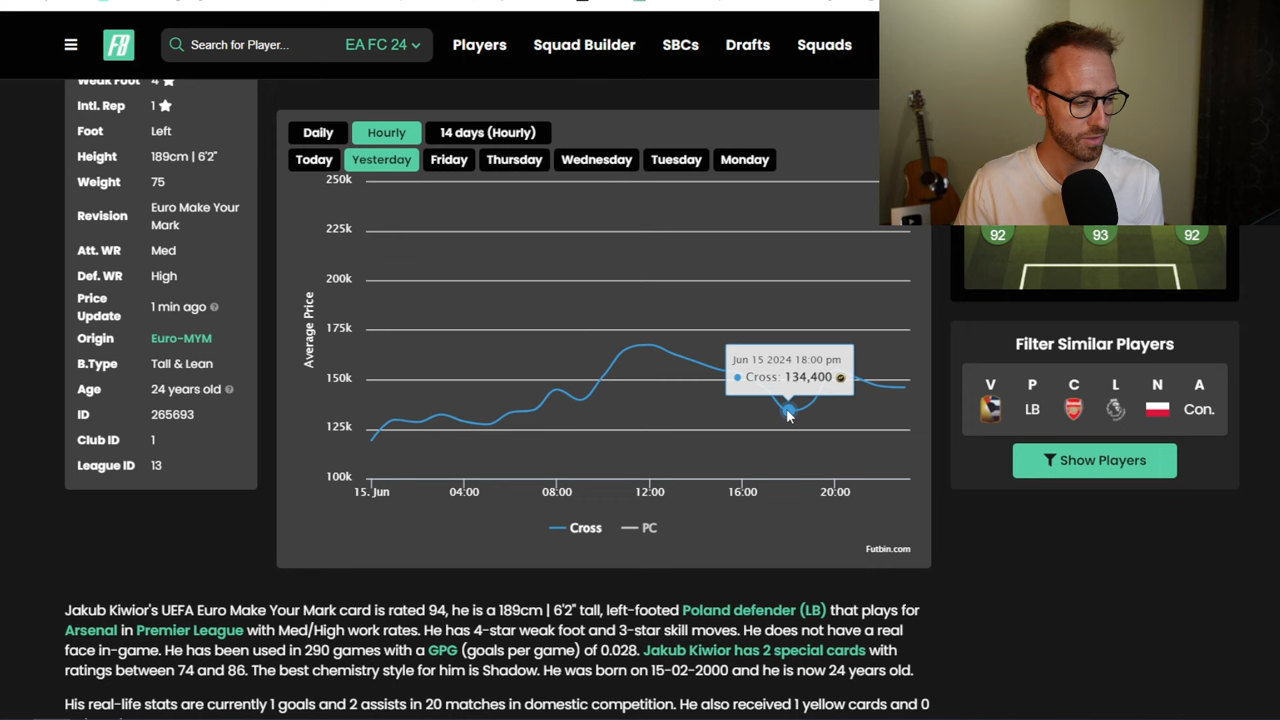 FB Search for Player... EA FC 24 Players Squad Builder SBCs Drafts Squads
Weak Foot 4
Intl. Rep 1
Foot Left
Height 189cm | 6'2"
Weight 75
Revision Euro Make Your
Mark
Att. WR Med
Def. WR High
Price
Update 1 min ago
Origin Euro-MYM
B.Type Tall & Lean
Age 24 years old
ID 265693
Club ID 1
League ID 13
Daily Hourly 14 days (Hourly)
Today Yesterday Friday Thursday Wednesday Tuesday Monday
Average Price
250k
225k
200k
175k
150k
125k
100k
Jun 15 2024 18:00 pm
Cross: 134,400
15. Jun 04:00 08:00 12:00 16:00 20:00
Cross PC
Futbin.com
92 93 92
Filter Similar Players
V P C L N A
LB Con.
Show Players
Jakub Kiwior's UEFA Euro Make Your Mark card is rated 94, he is a 189cm | 6'2" tall, left-footed Poland defender (LB) that plays for
Arsenal in Premier League with Med/High work rates. He has 4-star weak foot and 3-star skill moves. He does not have a real
face in-game. He has been used in 290 games with a GPG (goals per game) of 0.028. Jakub Kiwior has 2 special cards with
ratings between 74 and 86. The best chemistry style for him is Shadow. He was born on 15-02-2000 and he is now 24 years old.
His real-life stats are currently 1 goals and 2 assists in 20 matches in domestic competition. He also received 1 yellow cards and 0